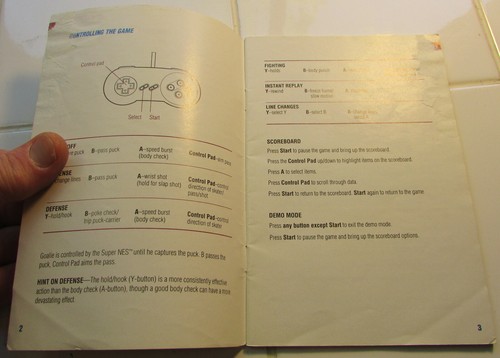 CONTROLLING THE GAME
Control pad
Select Start
puck B–pass puck A–speed burst Control Pad–aim pass
(body check)
B–pass puck A–wrist shot Control Pad–control
(hold for slap shot) direction of skater/
pass/shot
DEFENSE
Y–hold/hook B–poke check/ A–speed burst Control Pad–control
trip puck-carrier (body check) direction of skater
Goalie is controlled by the Super NES™ until he captures the puck. B passes the
puck, Control Pad aims the pass.
HINT ON DEFENSE—The hold/hook (Y-button) is a more consistently effective
action than the body check (A-button), though a good body check can have a more
devastating effect
2
FIGHTING
Y–
INSTANT REPLAY
Y–rewind
slow motion
LINE CHANGES
Y–select Y B–select B
SCOREBOARD
Press Start to pause the game and bring up the scoreboard.
Press the Control Pad up/down to highlight items on the scoreboard.
Press A to select items.
Press Control Pad to scroll through data.
Press Start to return to the scoreboard. Start again to return to the game.
DEMO MODE
Press any button except Start to exit the demo mode.
Press Start to pause the game and bring up the scoreboard options.
3